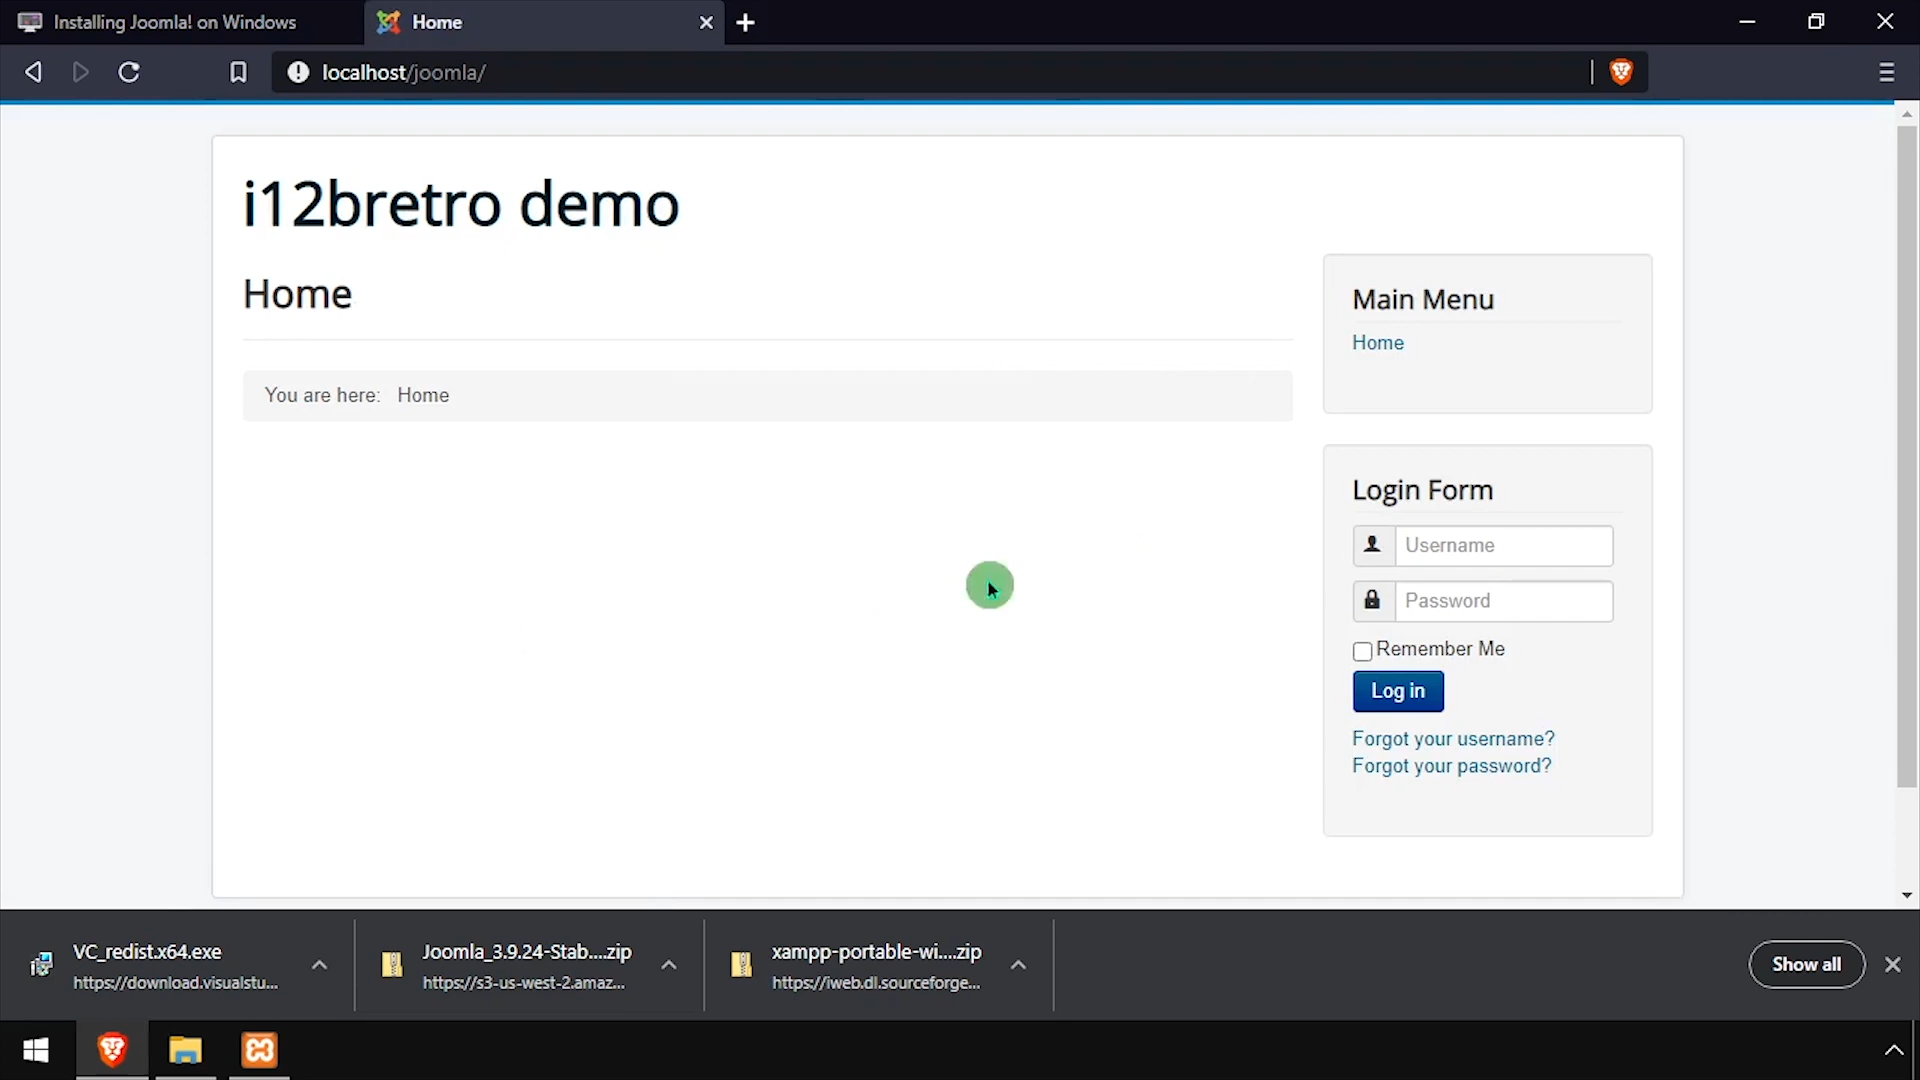 Installing Joomla! on Windows
Home
localhost/joomla/
i12bretro demo
Home
You are here: Home
Main Menu
Home
Login Form
Username
Password
Remember Me
Log in
Forgot your username?
Forgot your password?
VC_redist.x64.exe
https://download.visualstu...
Joomla_3.9.24-Stab....zip
https://s3-us-west-2.amaz...
xampp-portable-wi....zip
https://iweb.dl.sourceforge...
Show all